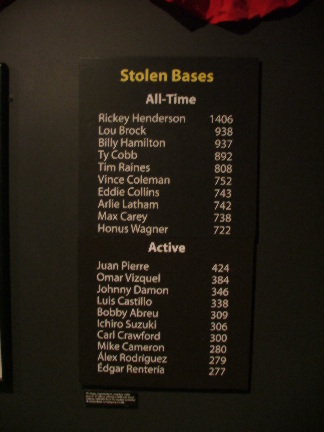 Stolen Bases
All-Time
Rickey Henderson 1406
Lou Brock 938
Billy Hamilton 937
Ty Cobb 892
Tim Raines 808
Vince Coleman 752
Eddie Collins 743
Arlie Latham 742
Max Carey 738
Honus Wagner 722
Active
Juan Pierre 424
Omar Vizquel 384
Johnny Damon 346
Luis Castillo 338
Bobby Abreu 309
Ichiro Suzuki 306
Carl Crawford 300
Mike Cameron 280
Álex Rodríguez 279
Édgar Rentería 277